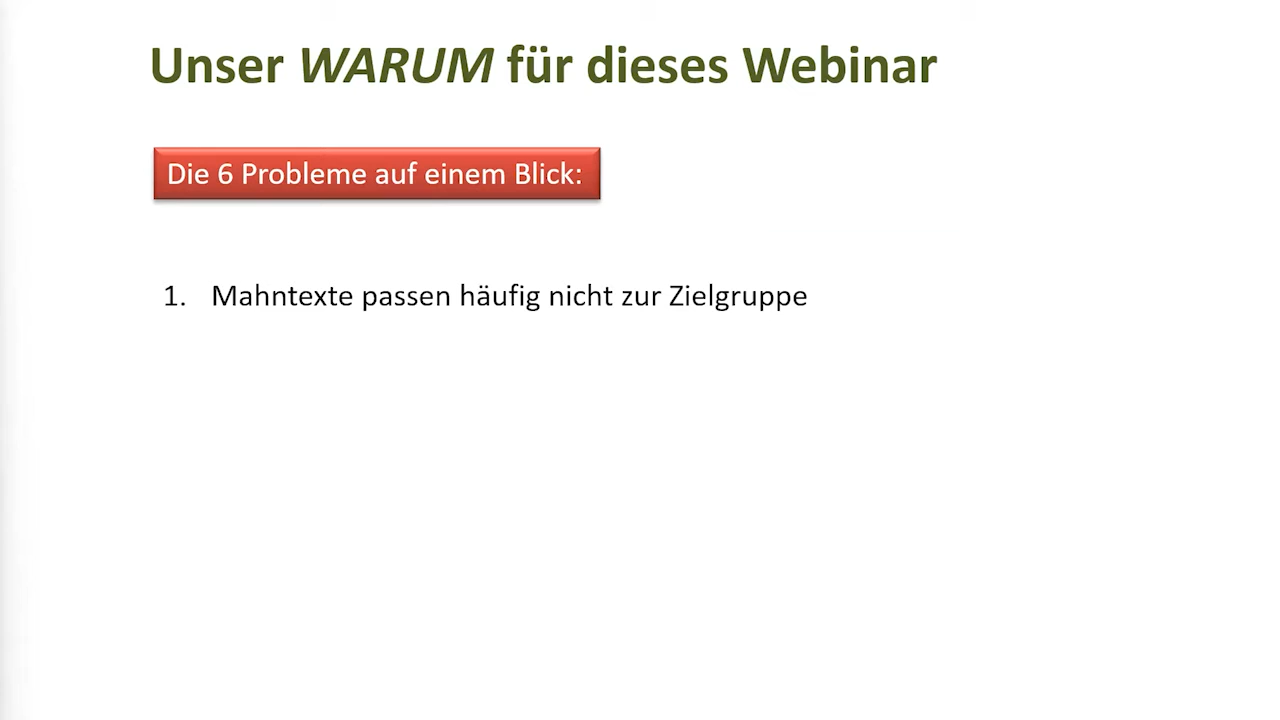 Unser WARUM für dieses Webinar
Die 6 Probleme auf einem Blick:
1. Mahntexte passen häufig nicht zur Zielgruppe